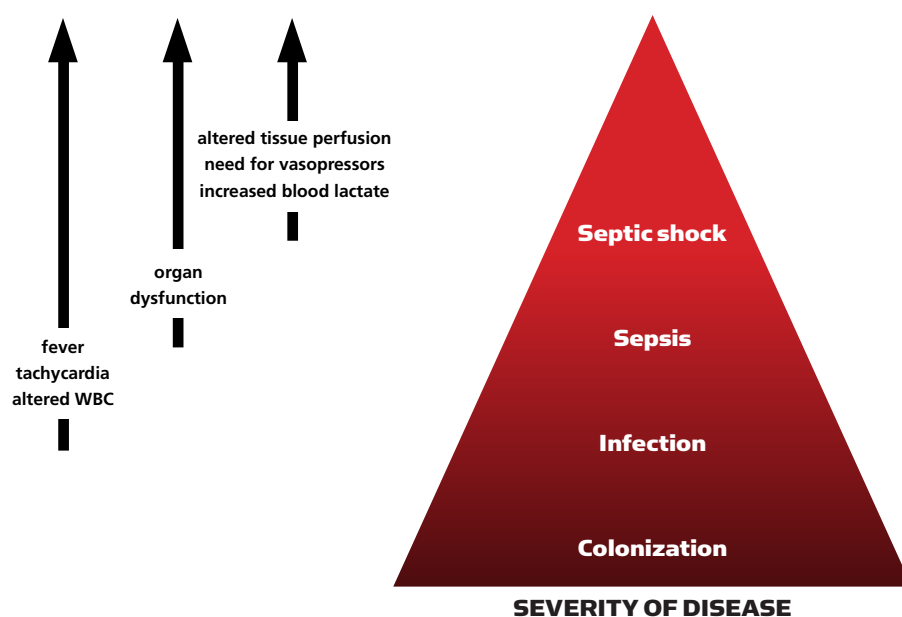 altered tissue perfusion
need for vasopressors
increased blood lactate
organ
dysfunction
fever
tachycardia
altered WBC
Septic shock
Sepsis
Infection
Colonization
SEVERITY OF DISEASE